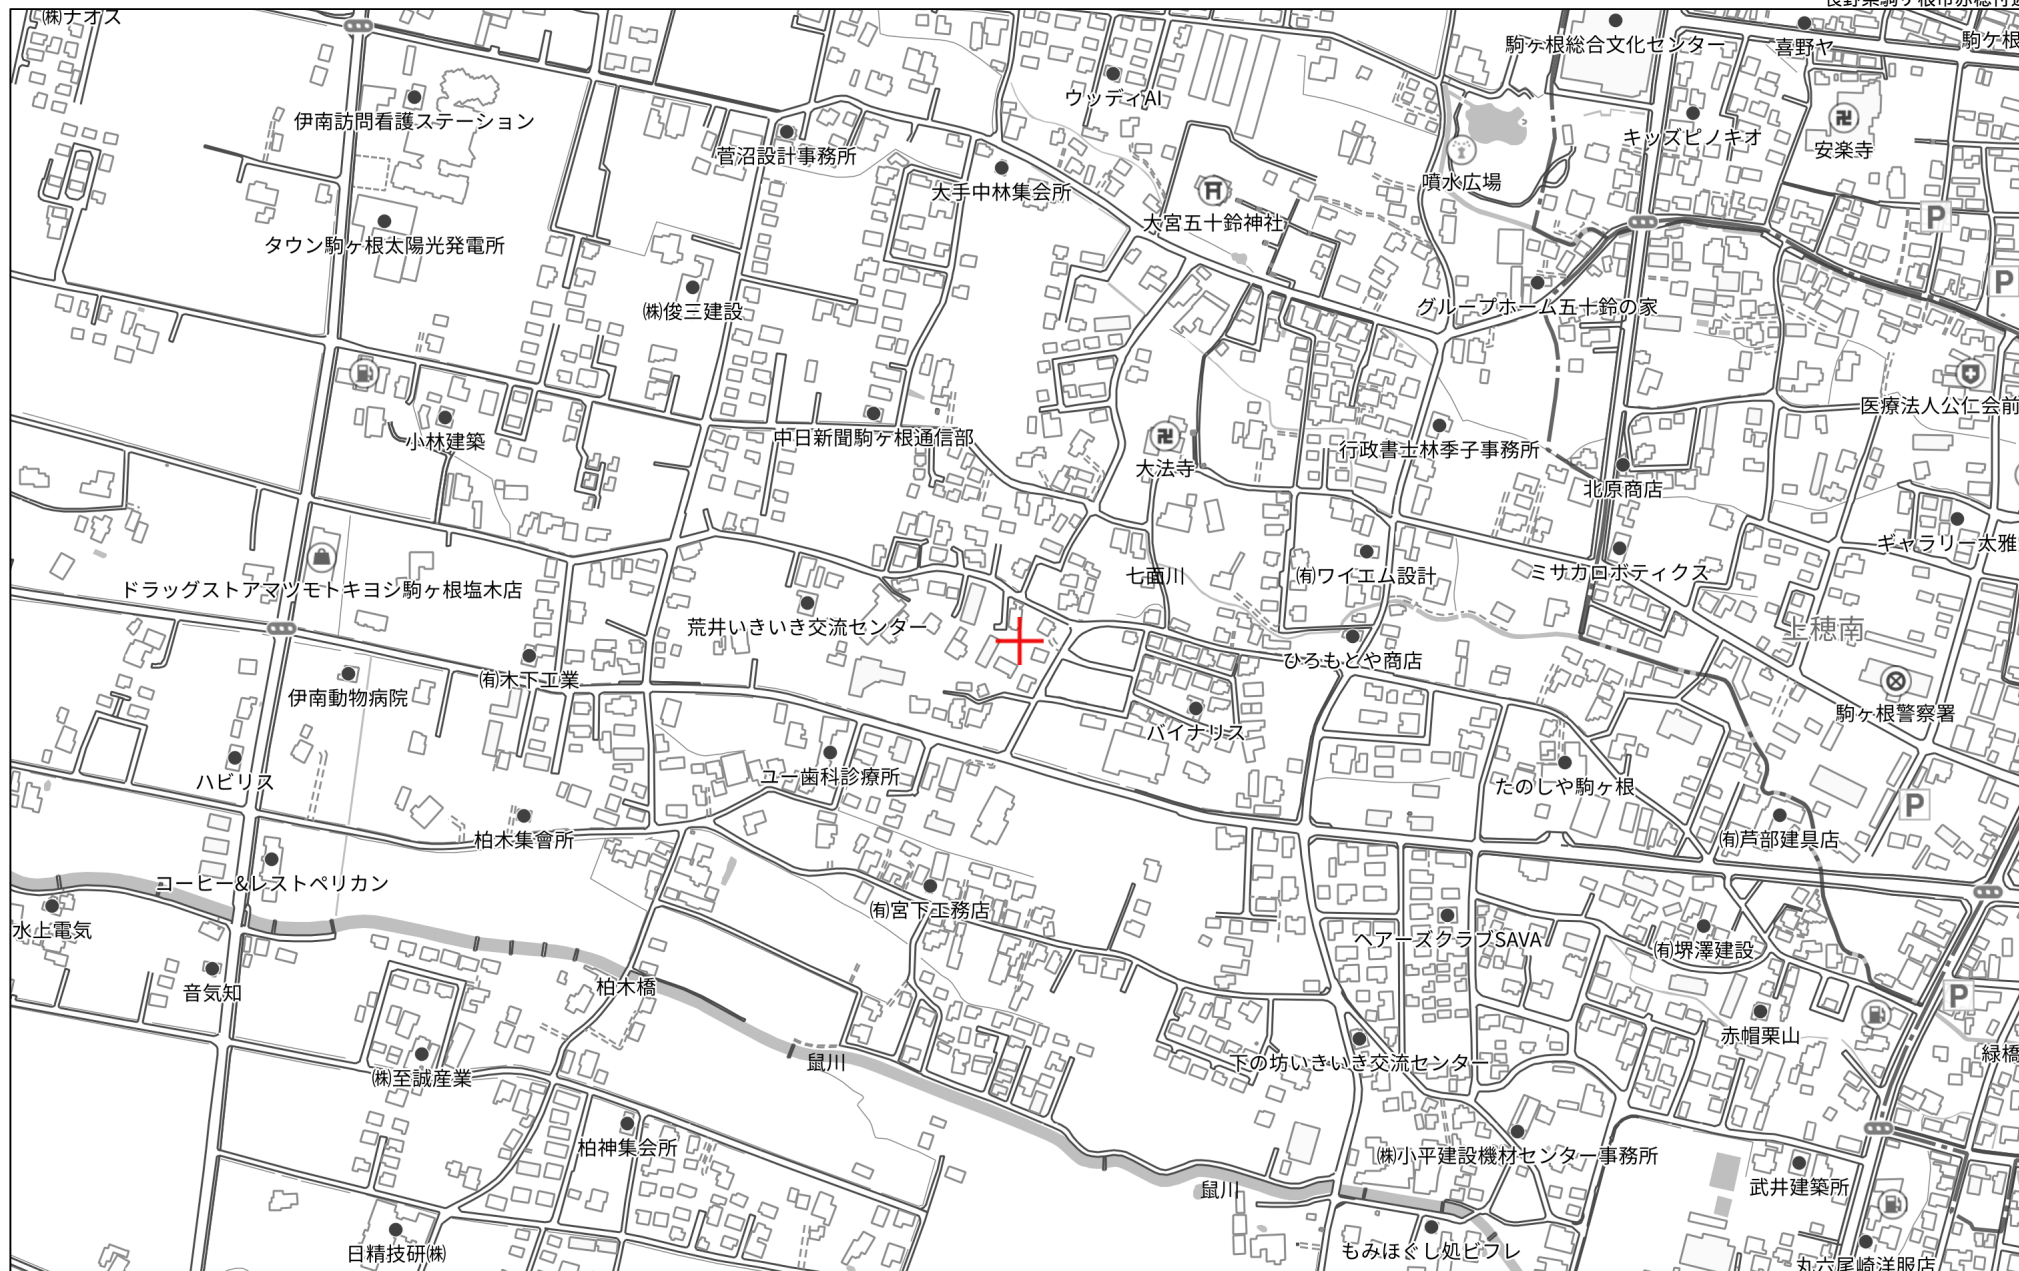 ㈱ナオス
駒ヶ根総合文化センター
喜野ヤ
駒ケ根
ウッディAI
伊南訪問看護ステーション
キッズピノキオ
菅沼設計事務所
安楽寺
噴水広場
大手中林集会所
大宮五十鈴神社
P
タウン駒ヶ根太陽光発電所
P
㈱俊三建設
グループホーム五十鈴の家
医療法人公仁会前
小林建築
中日新聞駒ヶ根通信部
行政書士林季子事務所
大法寺
北原商店
ギャラリー太雅
ドラッグストアマツモトキヨシ駒ヶ根塩木店
七面川
㈲ワイエム設計
ミサカロボティクス
荒井いきいき交流センター
上穂南
ひろもとや商店
㈲木下工業
伊南動物病院
駒ヶ根警察署
バイナリス
ハビリス
ユー歯科診療所
たのしや駒ヶ根
P
柏木集會所
㈲芦部建具店
コーヒー&レストペリカン
㈲宮下工務店
水上電気
ヘアーズクラブSAVA
㈲堺澤建設
音気知
柏木橋
P
赤帽栗山
緑橋
鼠川
下の坊いきいき交流センター
㈱至誠産業
柏神集会所
㈱小平建設機材センター事務所
鼠川
武井建築所
日精技研㈱
もみほぐし処ビフレ
丸六尾崎洋服店